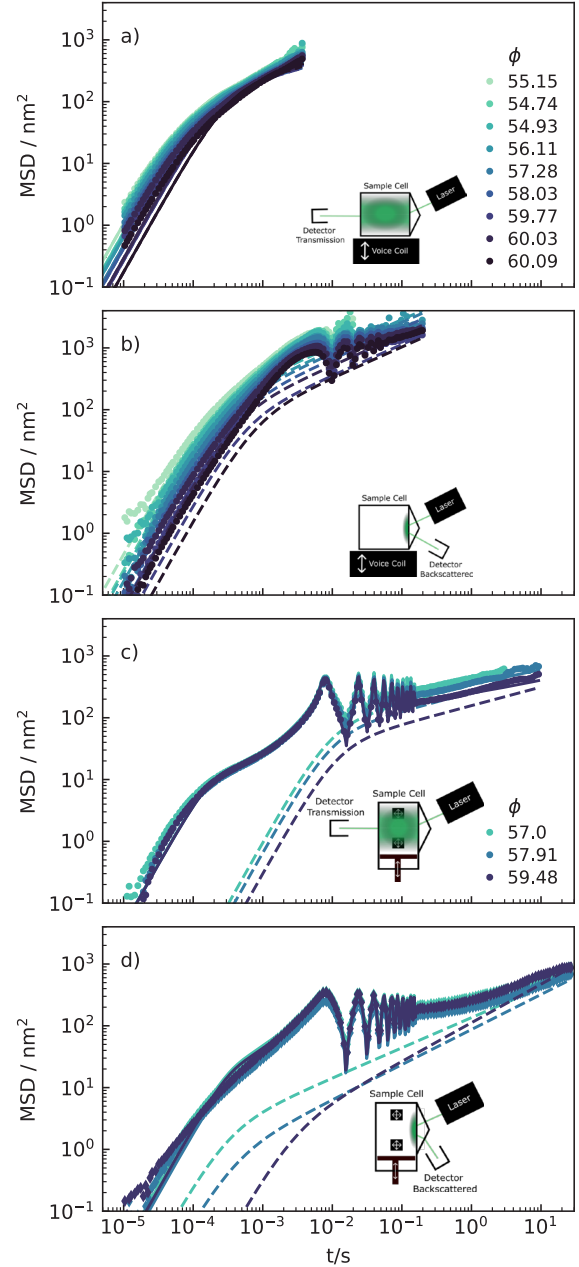 a)
MSD / nm²
10³
10²
10¹
10⁰
10⁻¹
ϕ
55.15
54.74
54.93
56.11
57.28
58.03
59.77
60.03
60.09
Sample Cell
Laser
Detector
Transmission
Voice Coil
b)
MSD / nm²
10³
10²
10¹
10⁰
10⁻¹
Sample Cell
Laser
Voice Coil
Detector
Backscatterec
c)
MSD / nm²
10³
10²
10¹
10⁰
10⁻¹
Detector
Transmission
Sample Cell
Laser
ϕ
57.0
57.91
59.48
d)
MSD / nm²
10³
10²
10¹
10⁰
10⁻¹
Sample Cell
Laser
Detector
Backscattered
10⁻⁵ 10⁻⁴ 10⁻³ 10⁻² 10⁻¹ 10⁰ 10¹
t/s